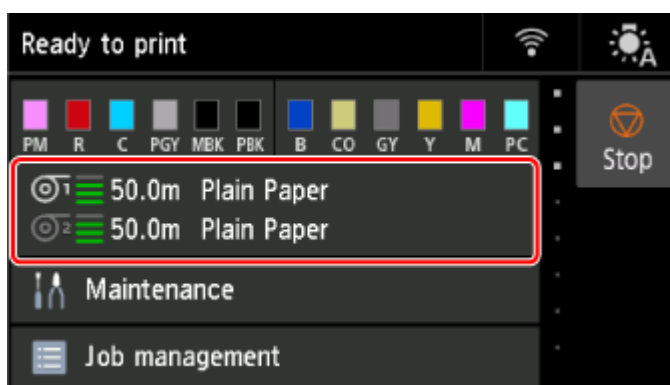 Ready to print
A
PM R C PGY MBK PBK B CO GY Y M PC
Stop
1 50.0m Plain Paper
2 50.0m Plain Paper
Maintenance
Job management